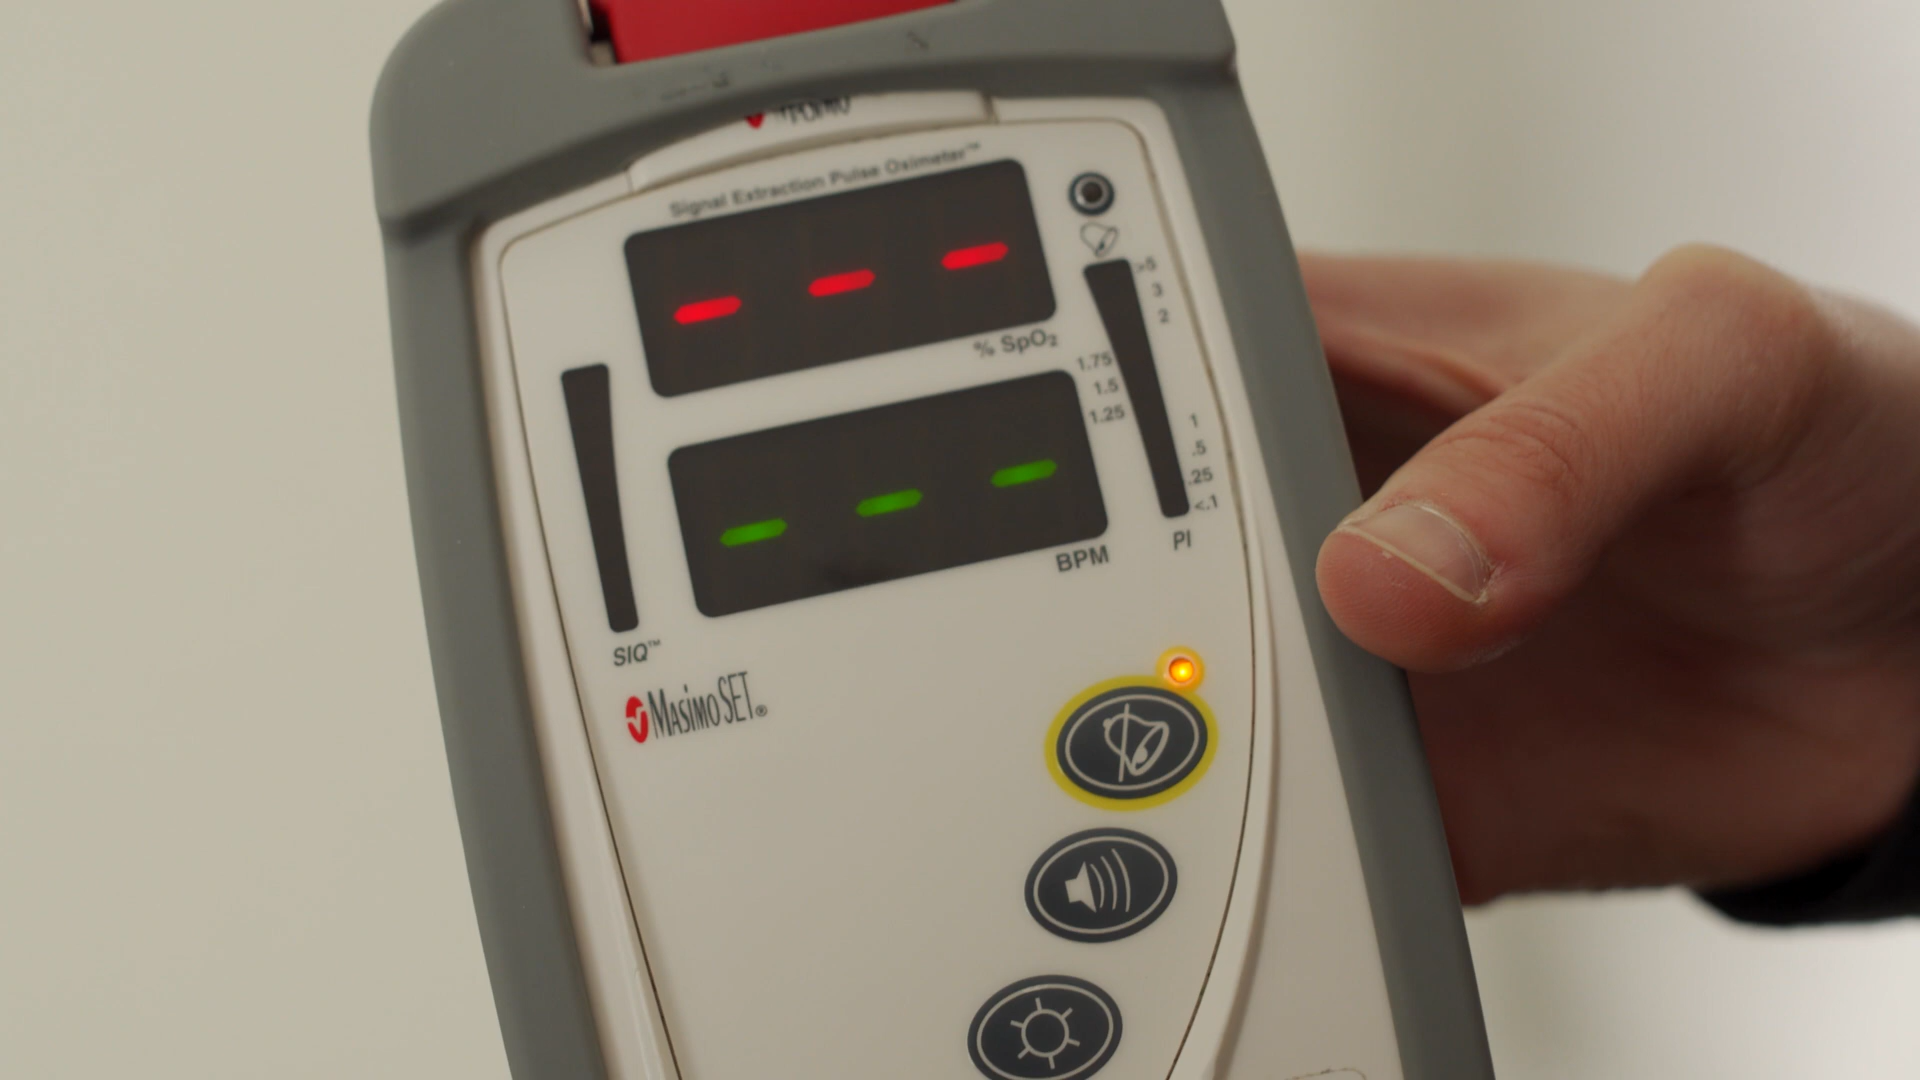 Signal Extraction Pulse Oximeter™
- - -
% SpO₂
>5
3
2
1.75
1.5
1.25
1
.5
.25
<.1
PI
- - -
BPM
SIQ™
MasimoSET®